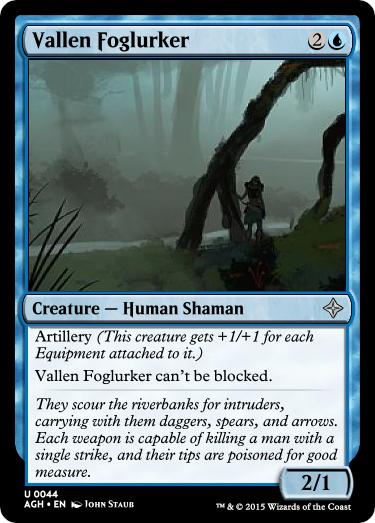 Vallen Foglurker 2
Creature — Human Shaman
Artillery (This creature gets +1/+1 for each
Equipment attached to it.)
Vallen Foglurker can't be blocked.
They scour the riverbanks for intruders,
carrying with them daggers, spears, and arrows.
Each weapon is capable of killing a man with a
single strike, and their tips are poisoned for good
measure.
2/1
U 0044
AGH • EN JOHN STAUB
™ & © 2015 Wizards of the Coast